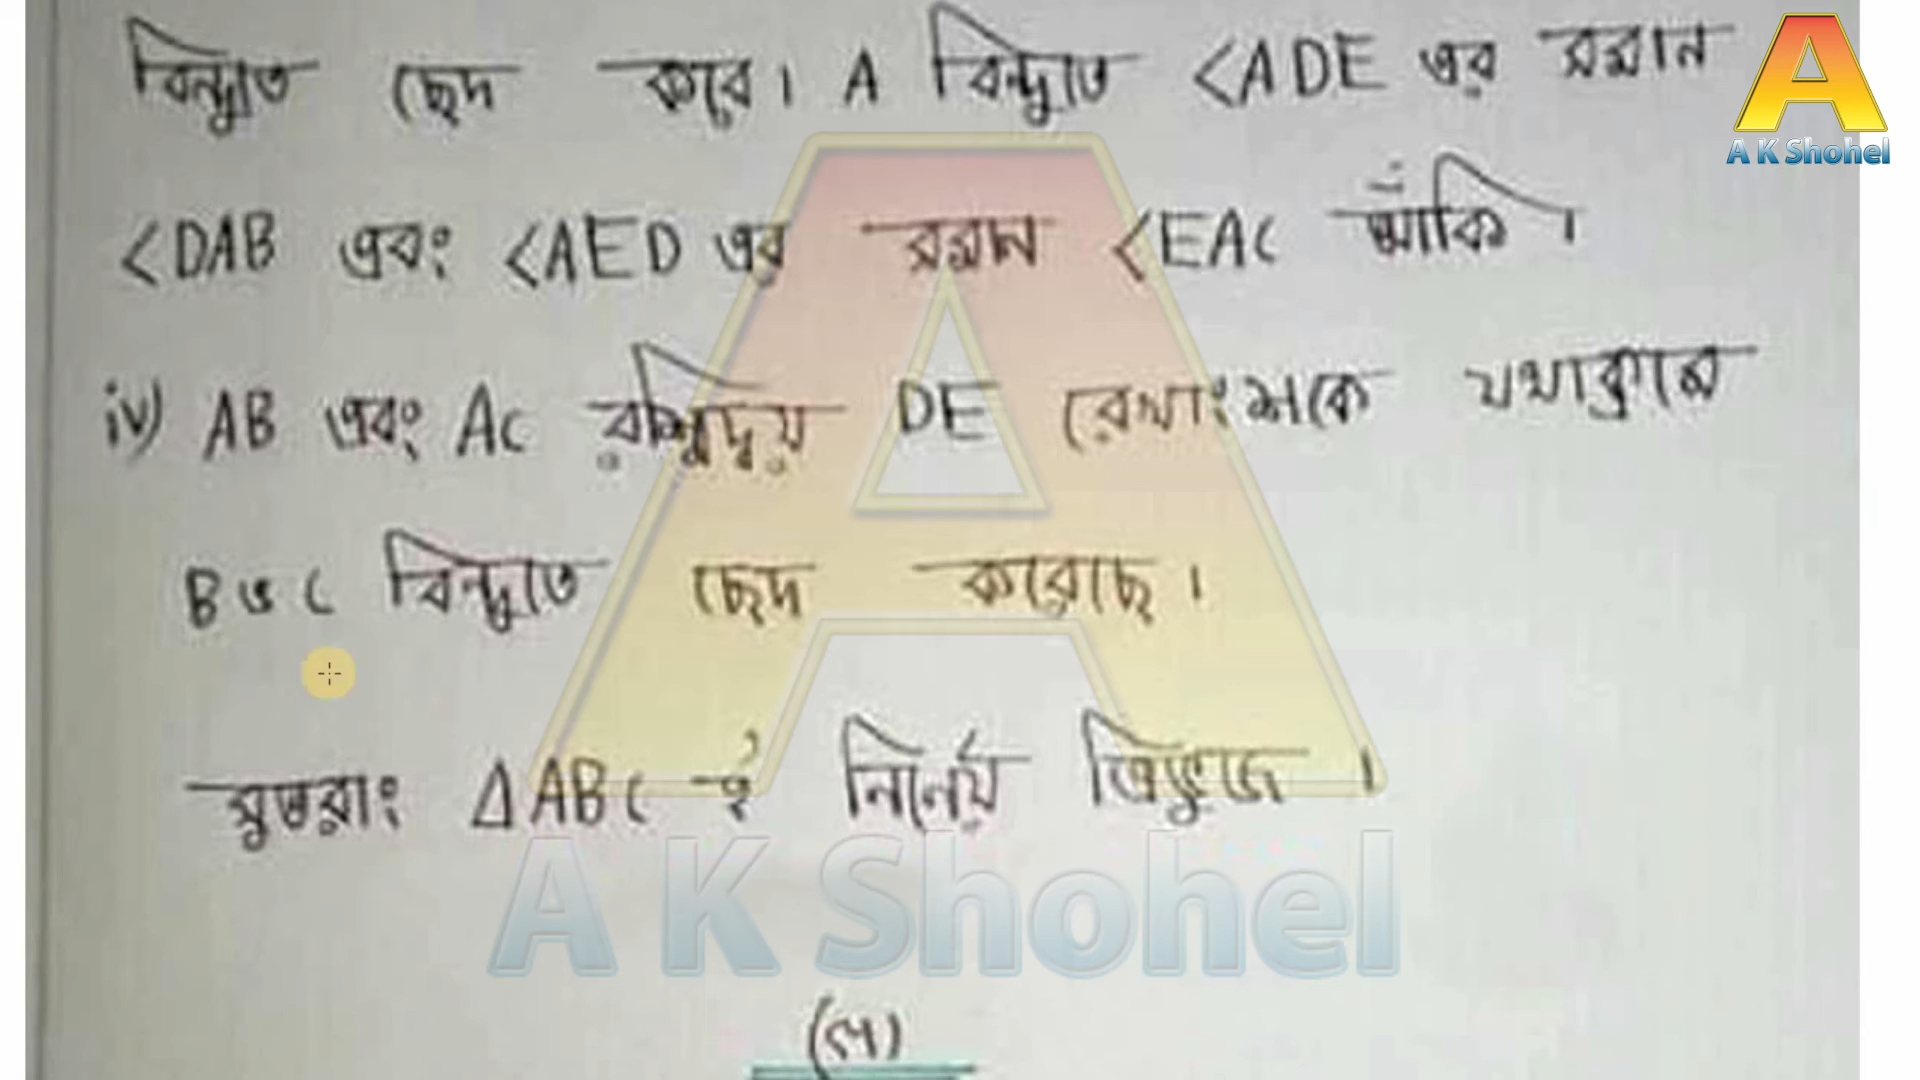 বিন্দুতে ছেদ করে। A বিন্দুতে <ADE এর সমান
A K Shohel
<DAB এবং <AED এর সমান <EAC আঁকি।
iv) AB এবং AC রশ্মিদ্বয় DE রেখাংশকে যথাক্রমে
B ও C বিন্দুতে ছেদ করেছে।
সুতরাং ΔABC ই নির্নেয় ত্রিভুজ।
A K Shohel